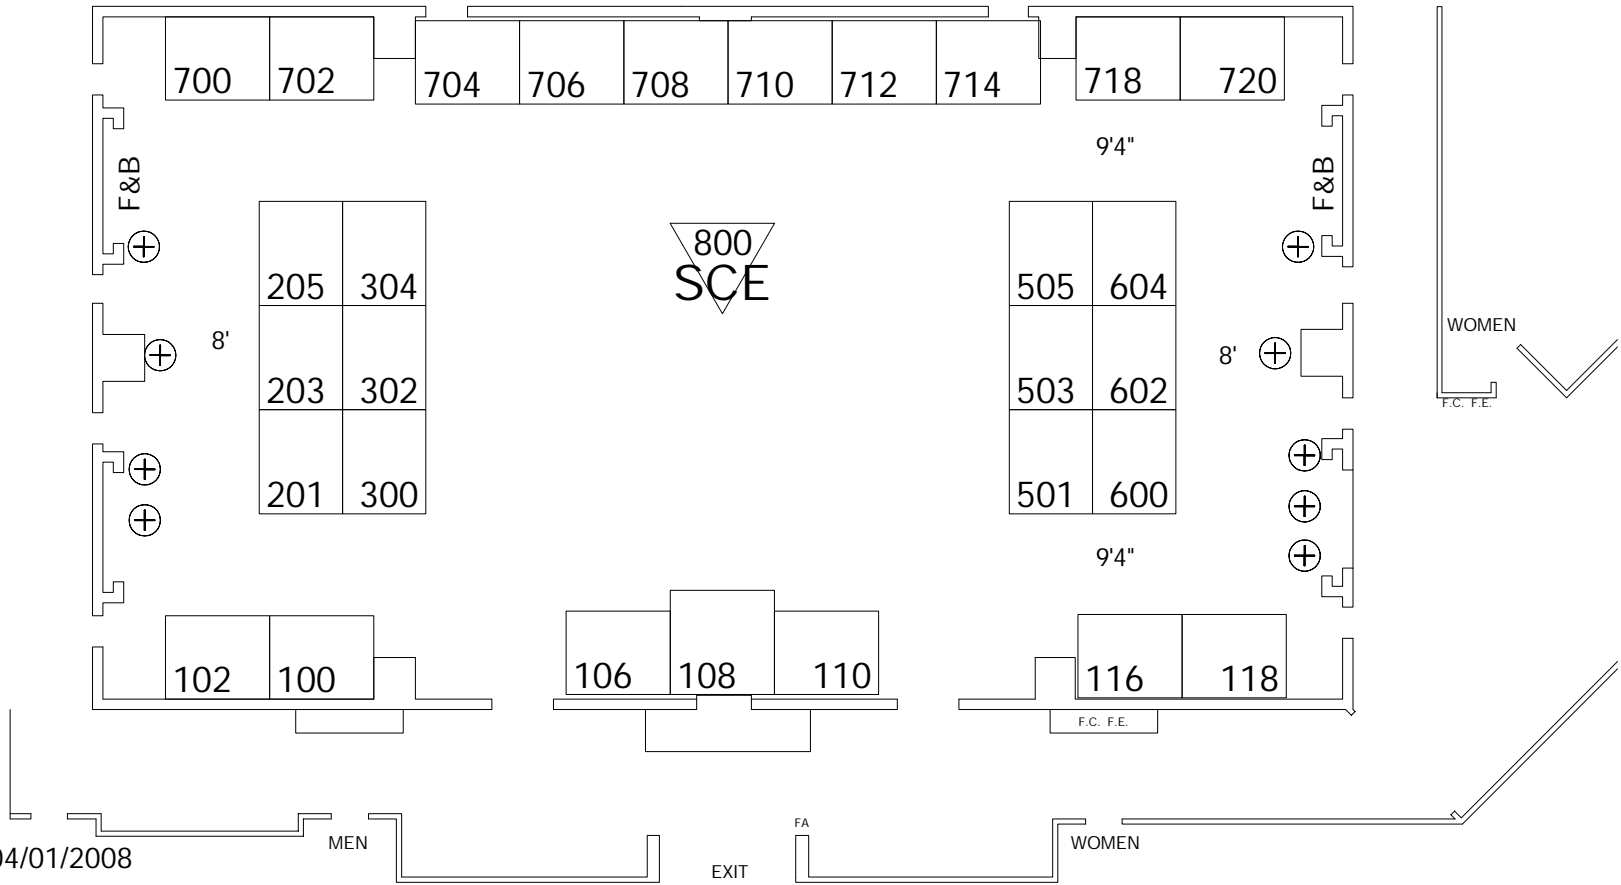 700 702 704 706 708 710 712 714 718 720
9'4"
F&B
F&B
800
SCE
205 304
505 604
WOMEN
8'
8'
203 302
503 602
F.C. F.E.
201 300
501 600
9'4"
102 100 106 108 110 116 118
F.C. F.E.
FA
MEN
WOMEN
04/01/2008
EXIT